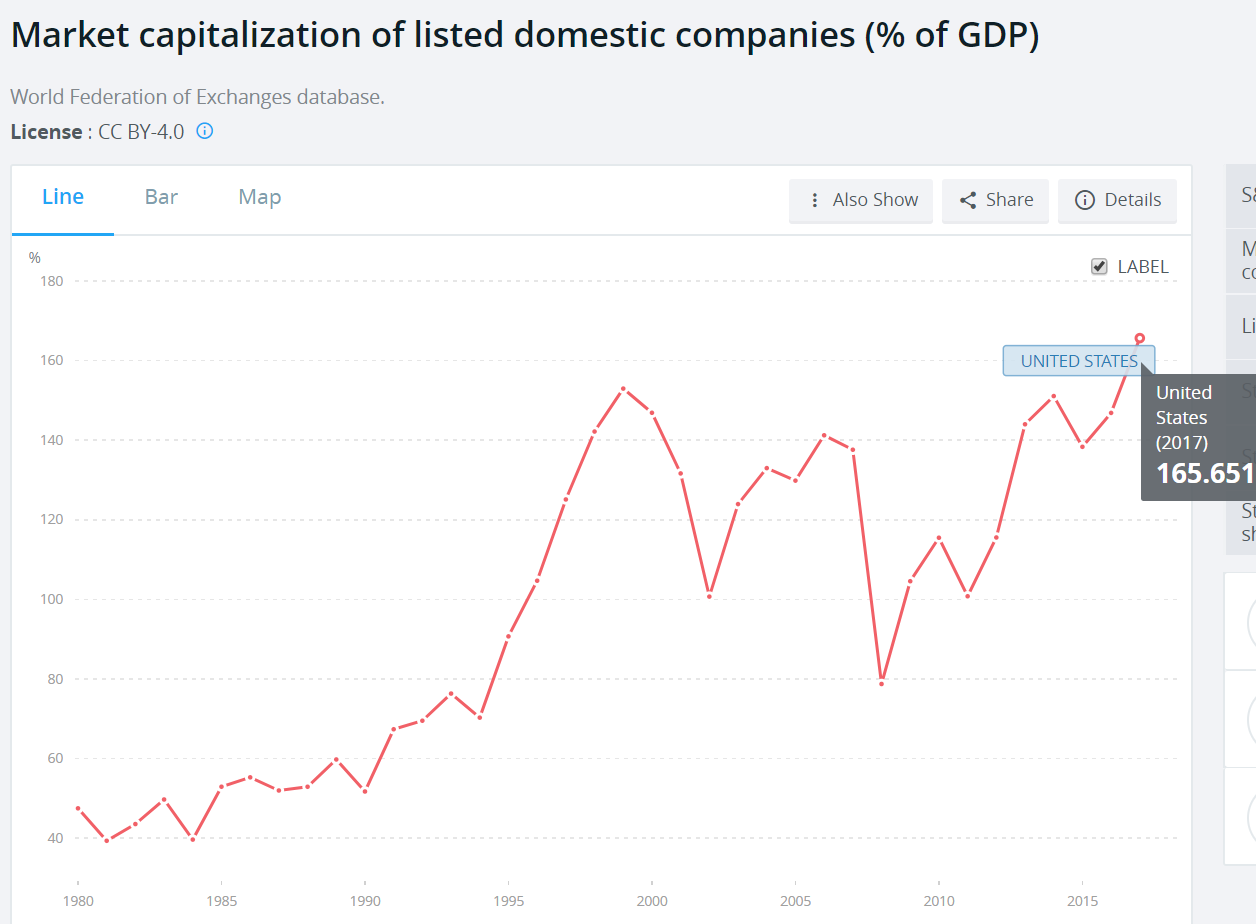 Market capitalization of listed domestic companies (% of GDP)
World Federation of Exchanges database.
License : CC BY-4.0
Line Bar Map
Also Show Share Details
%
LABEL
180
160
140
120
100
80
60
40
UNITED STATES
United
States
(2017)
165.651
1980 1985 1990 1995 2000 2005 2010 2015